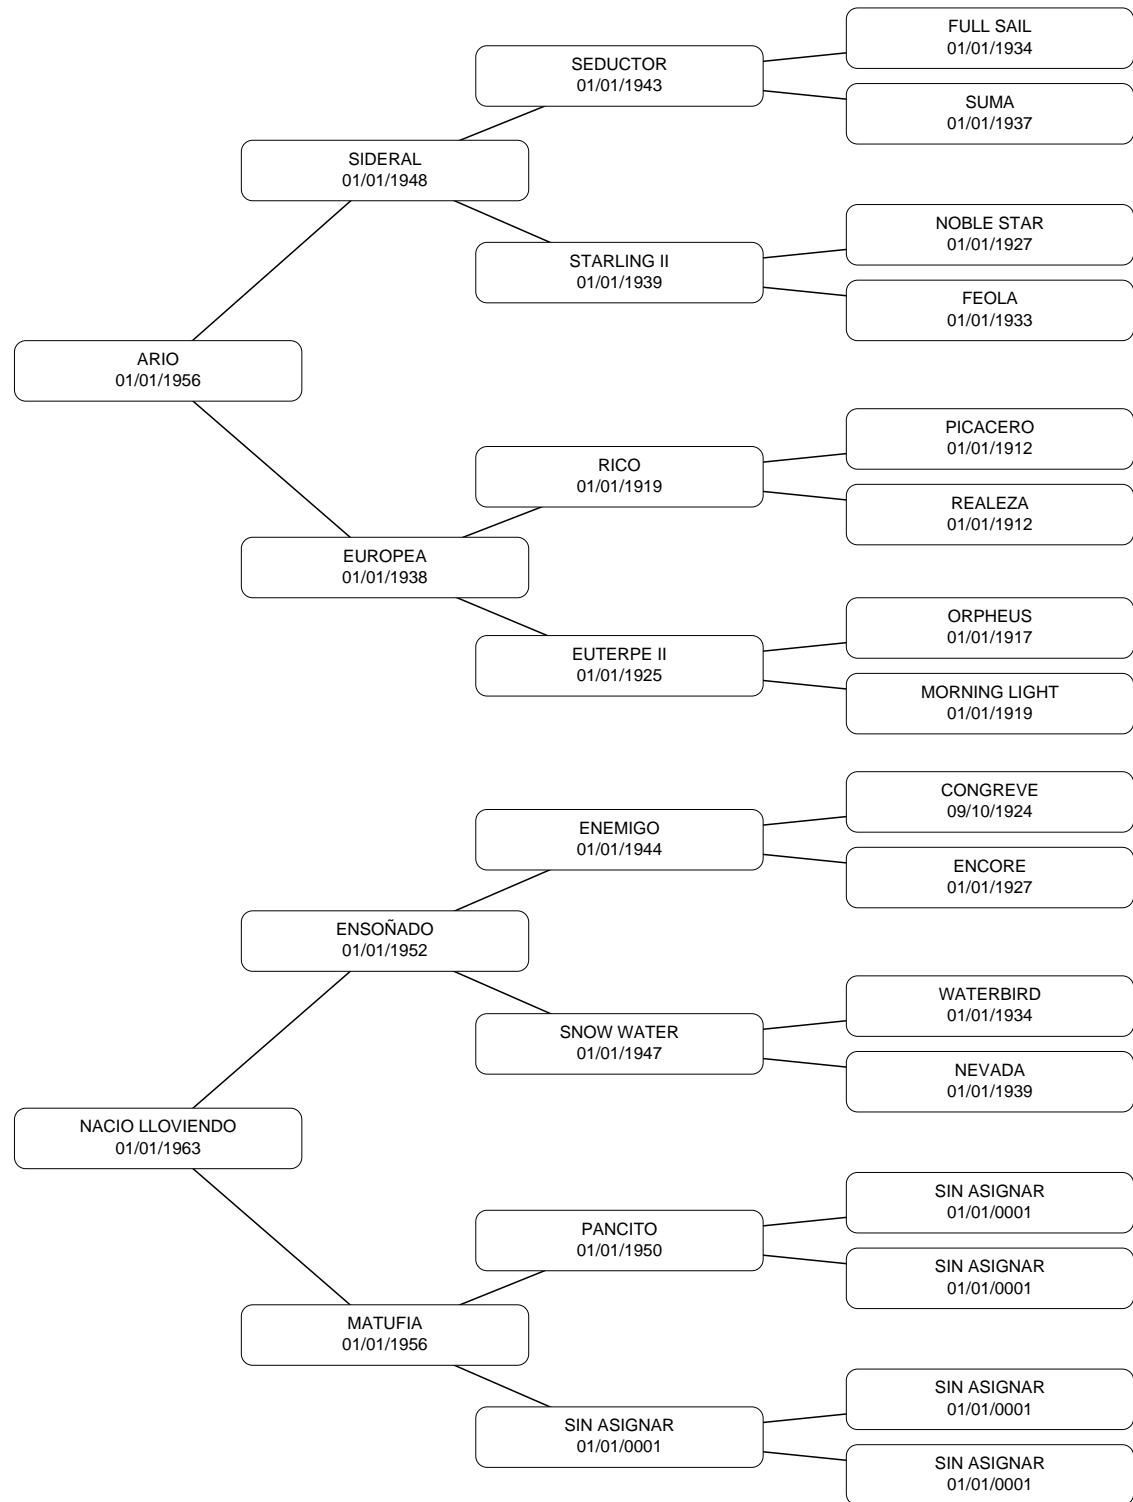 FULL SAIL
01/01/1934
SEDUCTOR
01/01/1943
SUMA
01/01/1937
SIDERAL
01/01/1948
NOBLE STAR
01/01/1927
STARLING II
01/01/1939
FEOLA
01/01/1933
ARIO
01/01/1956
PICACERO
01/01/1912
RICO
01/01/1919
REALEZA
01/01/1912
EUROPEA
01/01/1938
ORPHEUS
01/01/1917
EUTERPE II
01/01/1925
MORNING LIGHT
01/01/1919
CONGREVE
09/10/1924
ENEMIGO
01/01/1944
ENCORE
01/01/1927
ENSOÑADO
01/01/1952
WATERBIRD
01/01/1934
SNOW WATER
01/01/1947
NEVADA
01/01/1939
NACIO LLOVIENDO
01/01/1963
SIN ASIGNAR
01/01/0001
PANCITO
01/01/1950
SIN ASIGNAR
01/01/0001
MATUFIA
01/01/1956
SIN ASIGNAR
01/01/0001
SIN ASIGNAR
01/01/0001
SIN ASIGNAR
01/01/0001